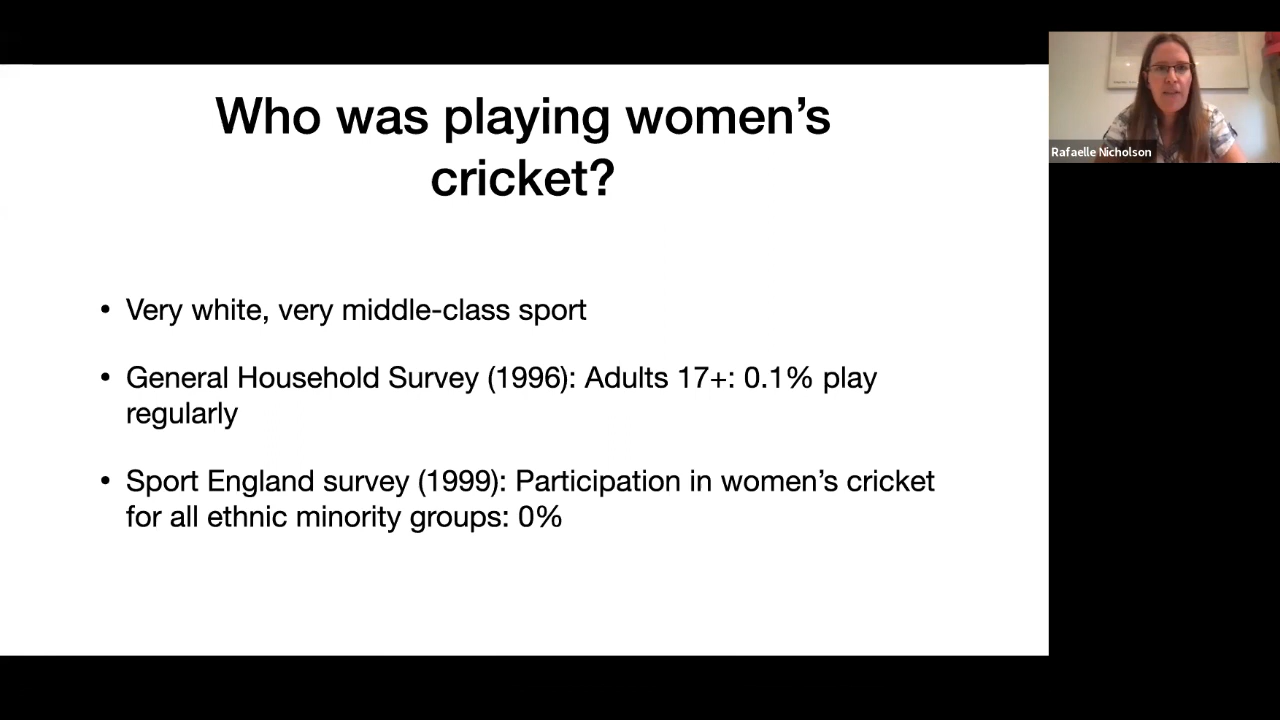 Who was playing women’s
cricket?
• Very white, very middle-class sport
• General Household Survey (1996): Adults 17+: 0.1% play
regularly
• Sport England survey (1999): Participation in women’s cricket
for all ethnic minority groups: 0%
Rafaelle Nicholson